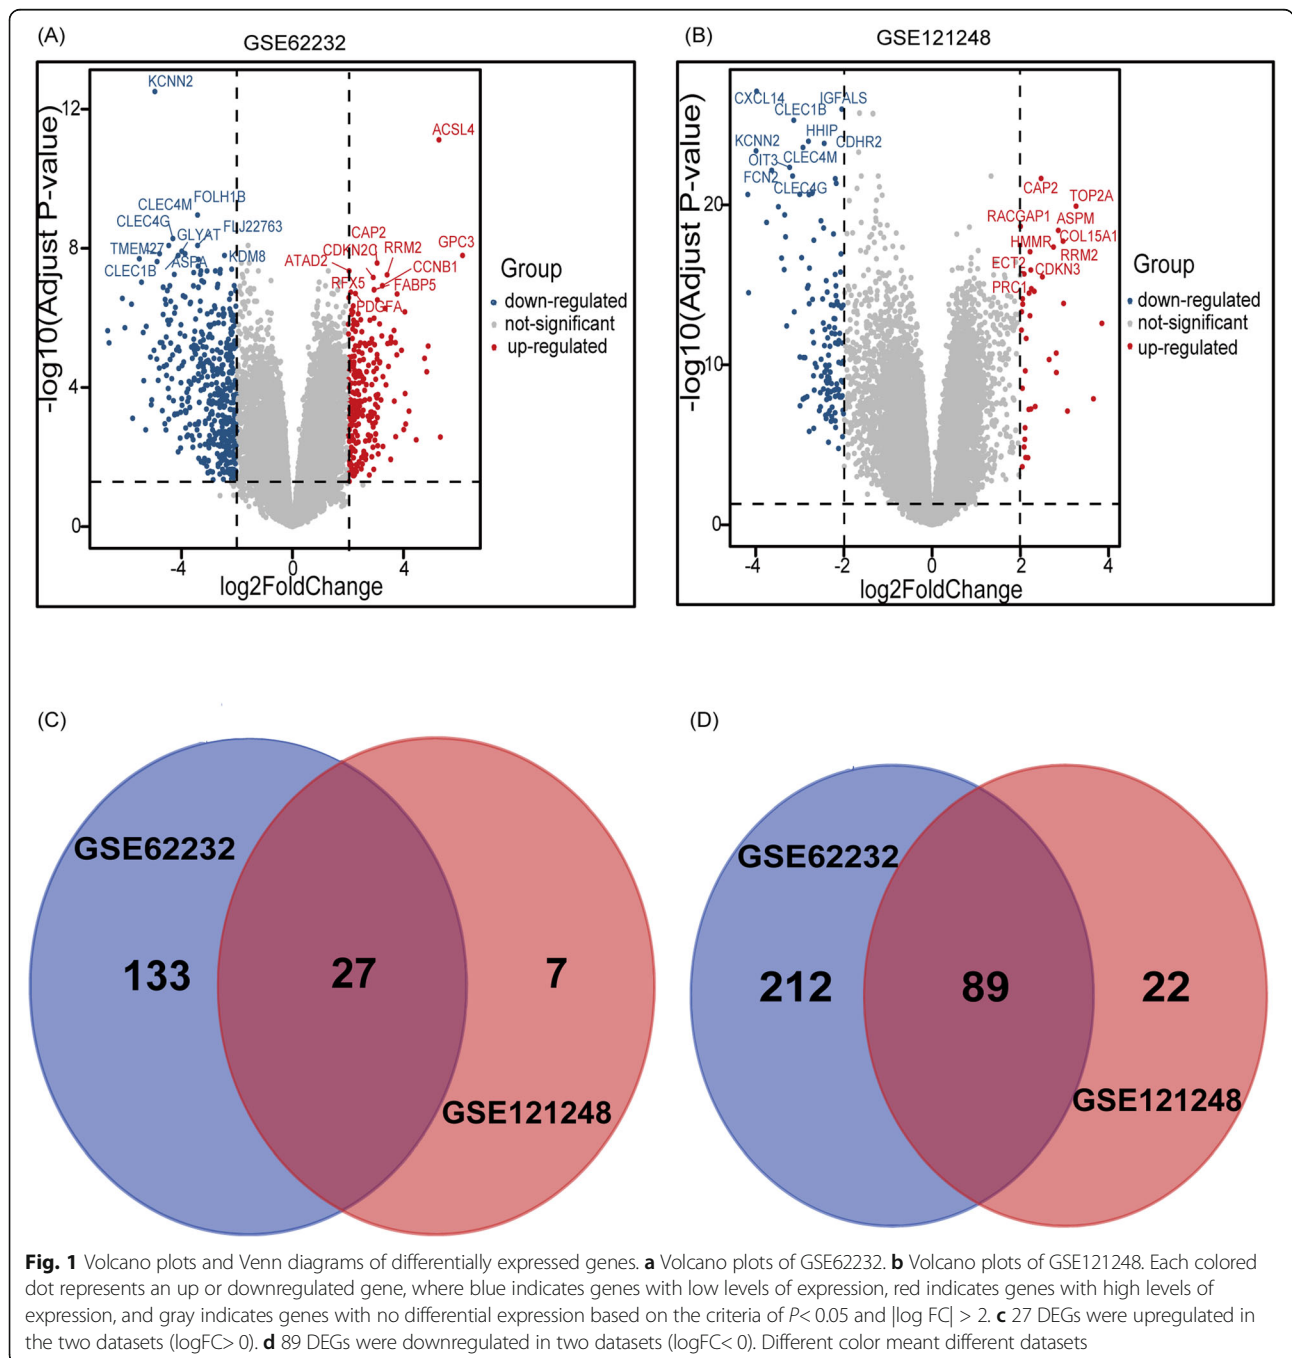 (A)
GSE62232
-log10(Adjust P-value)
12
8
4
0
KCNN2
ACSL4
FOLH1B
CLEC4M
CLEC4G
FLJ22763
GLYAT
TMEM27
ASPA
KDM8
CLEC1B
CAP2
CDKN2C
RRM2
GPC3
ATAD2
CCNB1
RFX5
FABP5
PDGFA
-4
0
4
log2FoldChange
Group
down-regulated
not-significant
up-regulated
(B)
GSE121248
-log10(Adjust P-value)
20
10
0
CXCL14
IGFALS
CLEC1B
HHIP
KCNN2
CDHR2
OIT3
CLEC4M
FCN2
CLEC4G
CAP2
TOP2A
RACGAP1
ASPM
COL15A1
HMMR
RRM2
ECT2
CDKN3
PRC1
-4
-2
0
2
4
log2FoldChange
Group
down-regulated
not-significant
up-regulated
(C)
GSE62232
133
27
7
GSE121248
(D)
GSE62232
212
89
22
GSE121248
Fig. 1 Volcano plots and Venn diagrams of differentially expressed genes. a Volcano plots of GSE62232. b Volcano plots of GSE121248. Each colored
dot represents an up or downregulated gene, where blue indicates genes with low levels of expression, red indicates genes with high levels of
expression, and gray indicates genes with no differential expression based on the criteria of P< 0.05 and |log FC| > 2. c 27 DEGs were upregulated in
the two datasets (logFC> 0). d 89 DEGs were downregulated in two datasets (logFC< 0). Different color meant different datasets